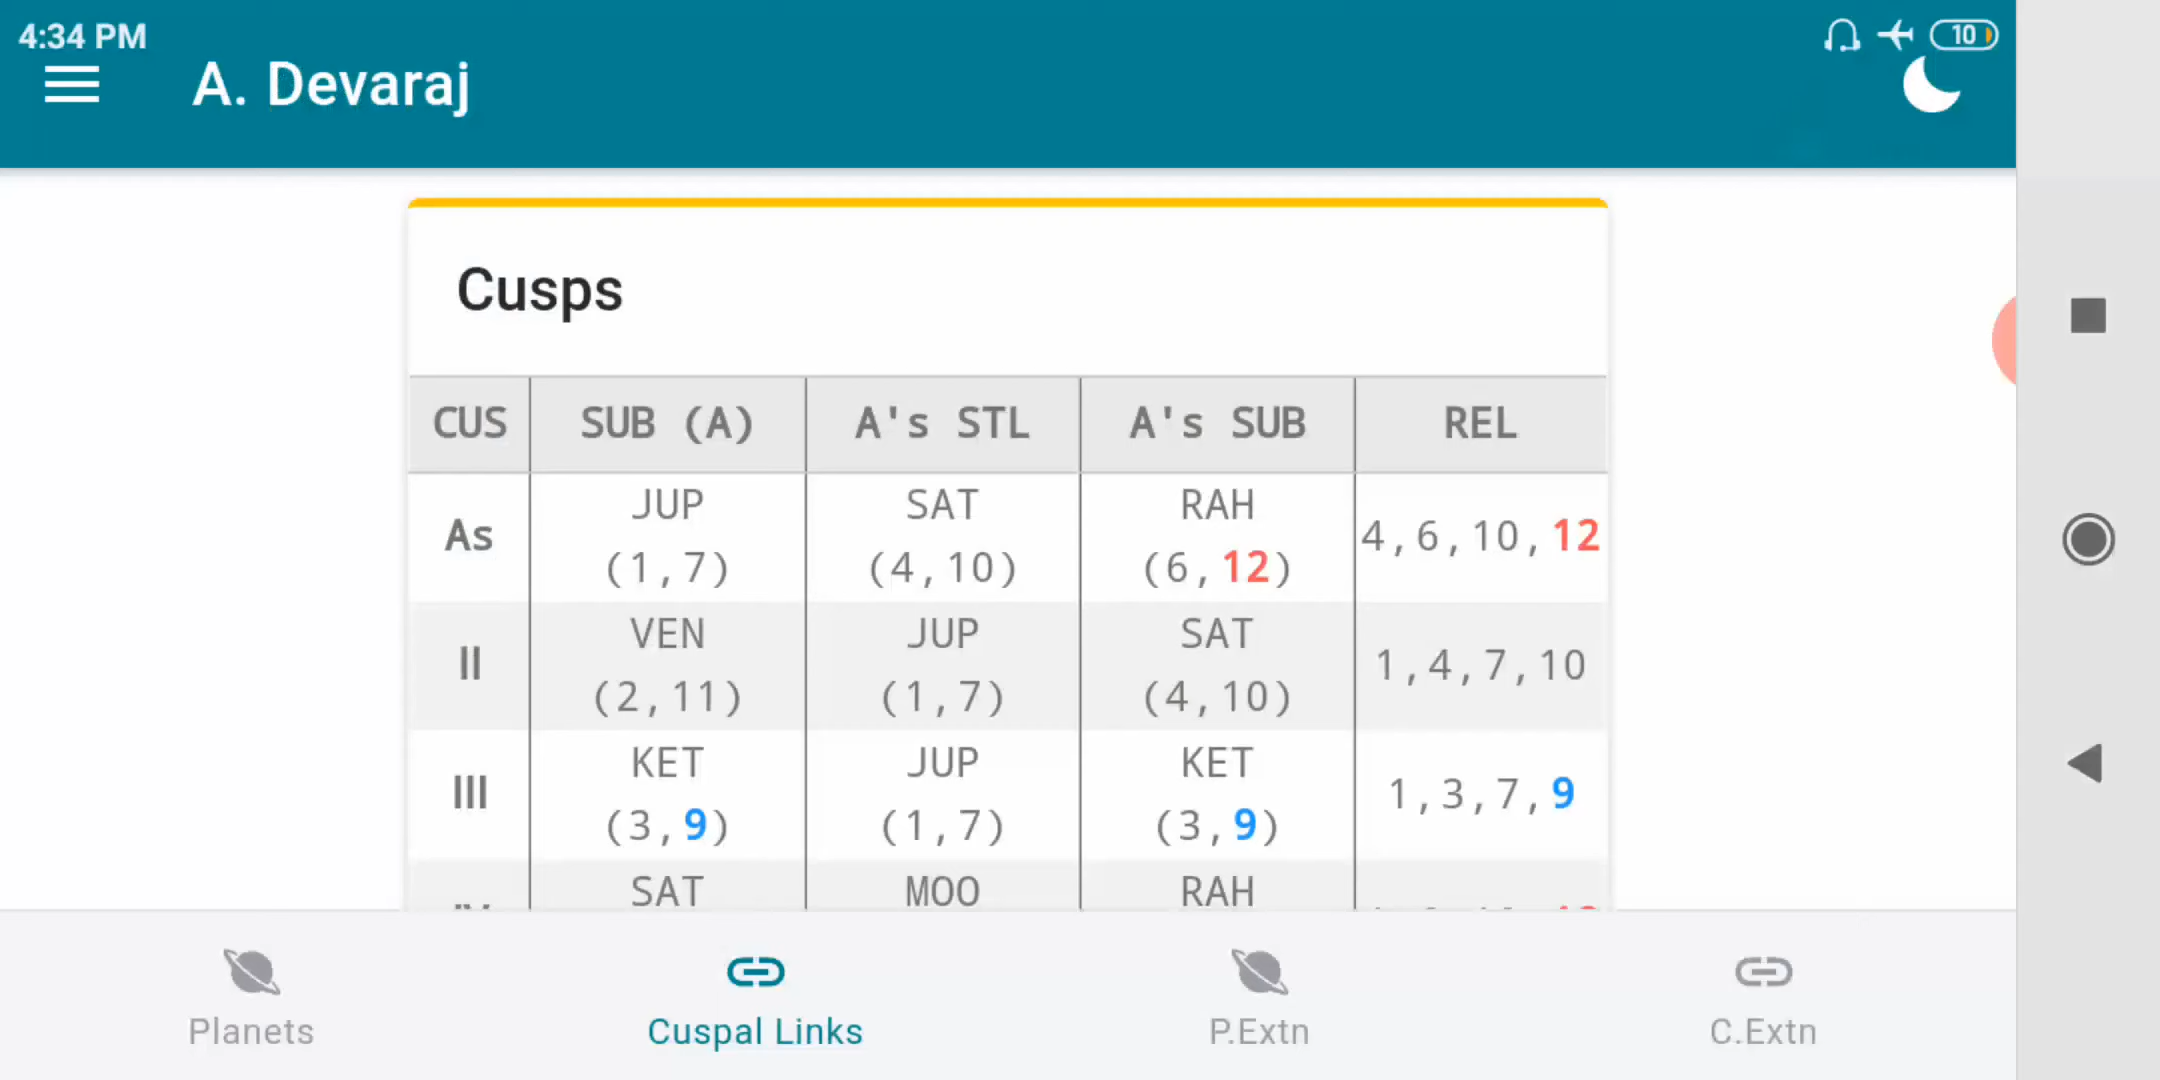 4:34 PM
10
A. Devaraj
Cusps
CUS SUB (A) A's STL A's SUB REL
As JUP (1,7) SAT (4,10) RAH (6,12) 4,6,10,12
II VEN (2,11) JUP (1,7) SAT (4,10) 1,4,7,10
III KET (3,9) JUP (1,7) KET (3,9) 1,3,7,9
SAT MOO RAH
Planets Cuspal Links P.Extn C.Extn